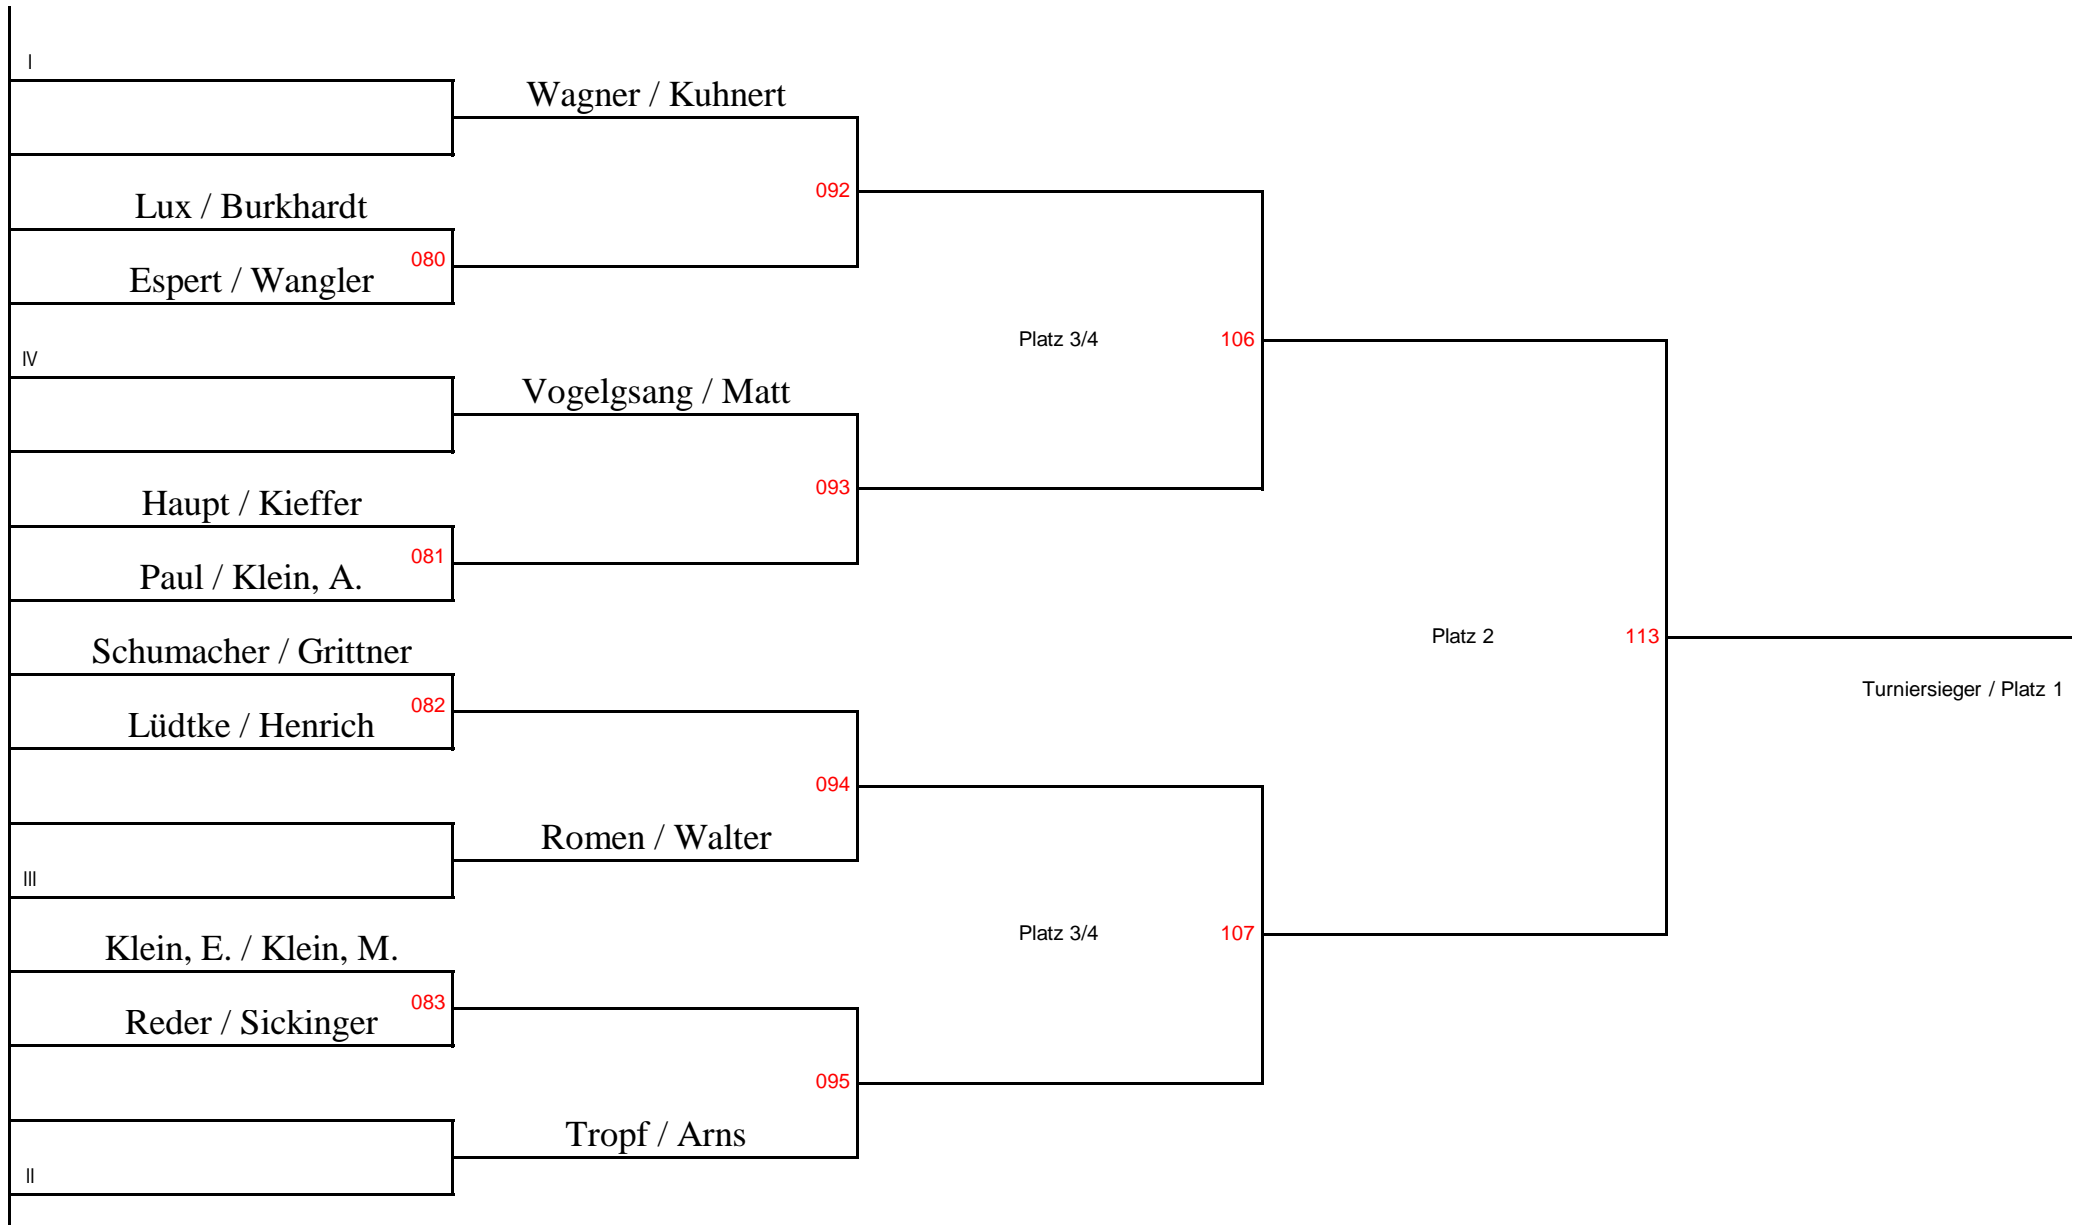 I
Wagner / Kuhnert
092
Lux / Burkhardt
080
Espert / Wangler
Platz 3/4
106
IV
Vogelgsang / Matt
093
Haupt / Kieffer
081
Paul / Klein, A.
Platz 2
113
Schumacher / Grittner
Turniersieger / Platz 1
082
Lüdtke / Henrich
094
Romen / Walter
III
Klein, E. / Klein, M.
Platz 3/4
107
083
Reder / Sickinger
095
Tropf / Arns
II